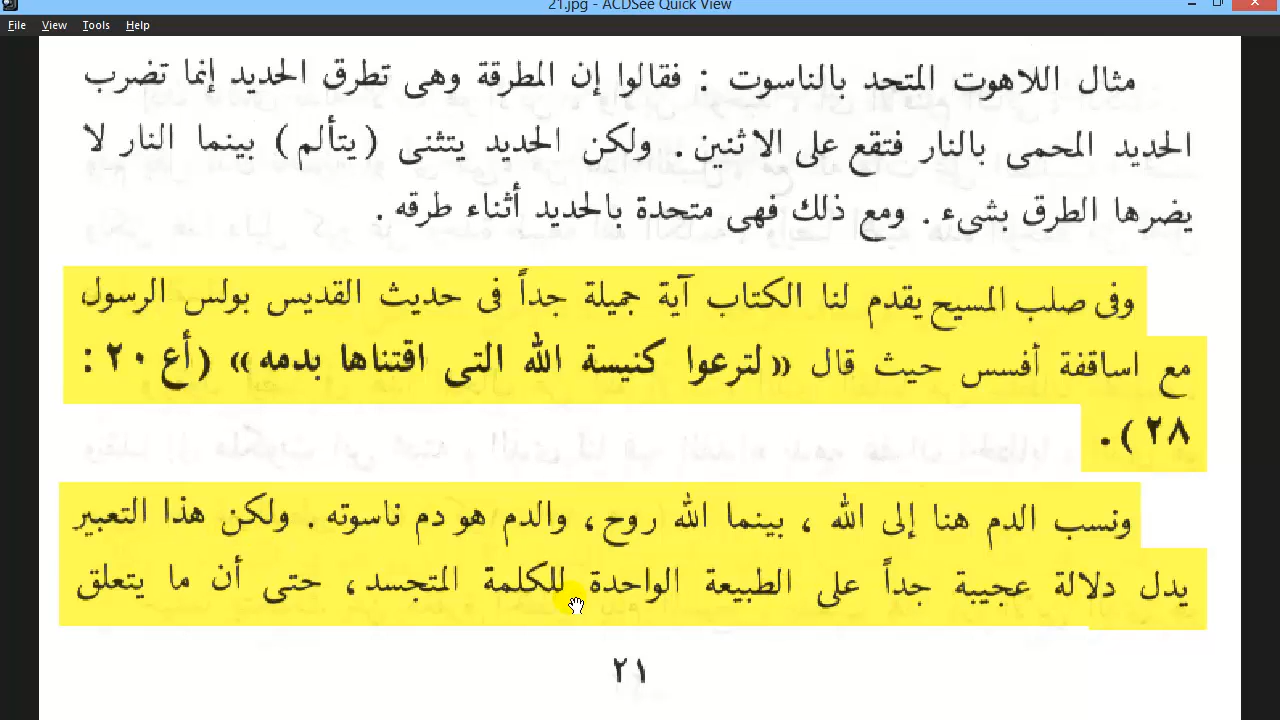 21.jpg - ACDSee Quick View
File View Tools Help
مثال اللاهوت المتحد بالناسوت : فقالوا إن المطرقة وهى تطرق الحديد إنما تضرب
الحديد المحمى بالنار فتقع على الاثنين . ولكن الحديد يتثنى (يتألم) بينما النار لا
يضرها الطرق بشىء . ومع ذلك فهى متحدة بالحديد أثناء طرقه .
وفى صلب المسيح يقدم لنا الكتاب آية جميلة جداً فى حديث القديس بولس الرسول
مع اساقفة أفسس حيث قال «لترعوا كنيسة الله التى اقتناها بدمه» (أع ٢٠ :
٢٨) .
ونسب الدم هنا إلى الله ، بينما الله روح ، والدم هو دم ناسوته . ولكن هذا التعبير
يدل دلالة عجيبة جداً على الطبيعة الواحدة للكلمة المتجسد ، حتى أن ما يتعلق
٢١